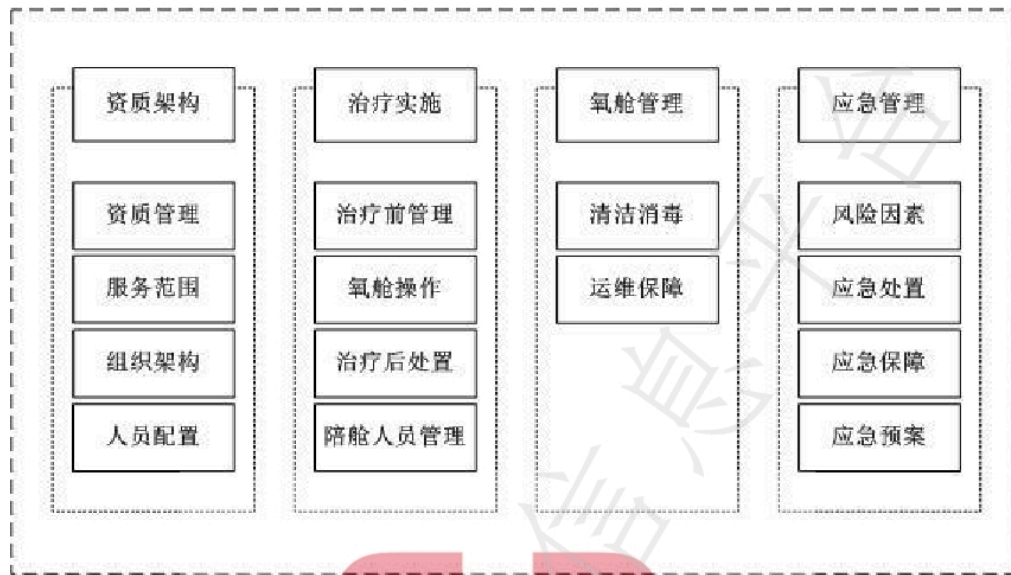 资质架构
资质管理
服务范围
组织架构
人员配置
治疗实施
治疗前管理
氧舱操作
治疗后处置
陪舱人员管理
氧舱管理
清洁消毒
运维保障
应急管理
风险因素
应急处置
应急保障
应急预案
信息平台